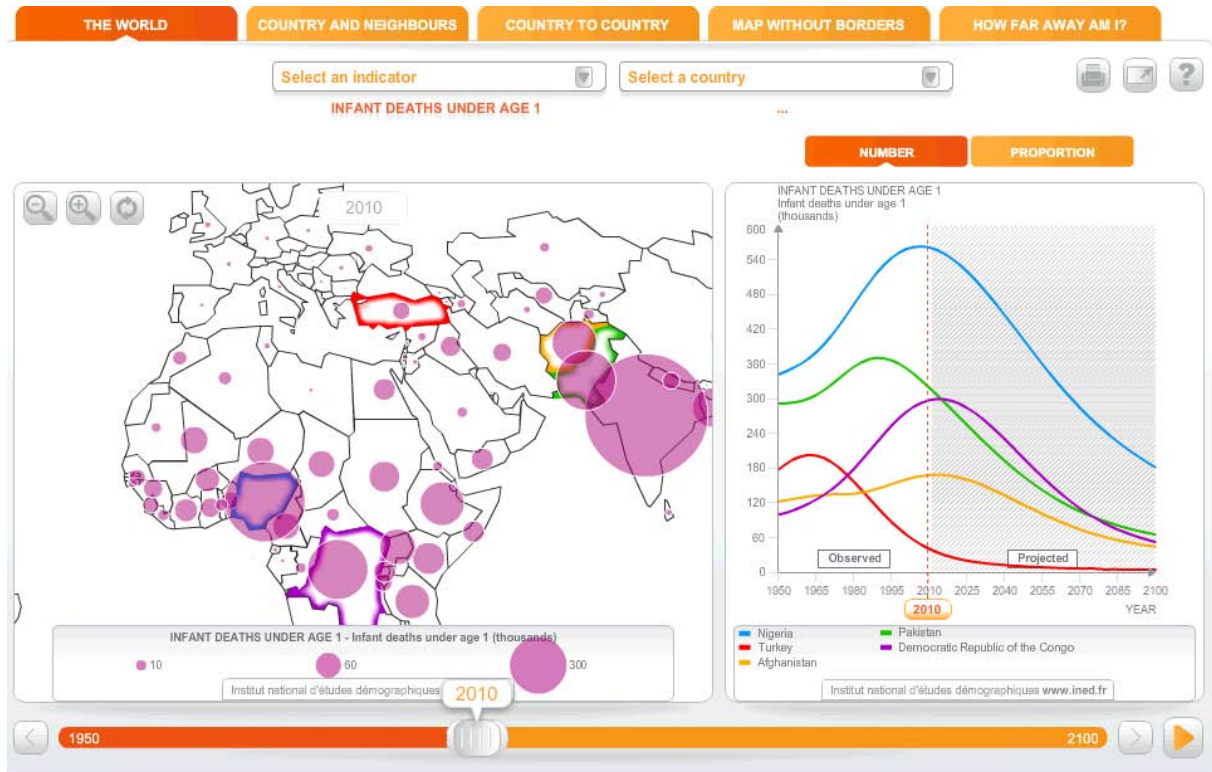 THE WORLD
COUNTRY AND NEIGHBOURS
COUNTRY TO COUNTRY
MAP WITHOUT BORDERS
HOW FAR AWAY AM I?
Select an indicator
Select a country
?
INFANT DEATHS UNDER AGE 1
...
NUMBER
PROPORTION
2010
INFANT DEATHS UNDER AGE 1
Infant deaths under age 1
(thousands)
600
540
480
420
360
300
240
180
120
60
0
Observed
Projected
1950 1965 1980 1995 2010 2025 2040 2055 2070 2085 2100
2010
YEAR
INFANT DEATHS UNDER AGE 1 - Infant deaths under age 1 (thousands)
10
60
300
Institut national d'études démographiques
Nigeria
Turkey
Afghanistan
Pakistan
Democratic Republic of the Congo
Institut national d'études démographiques www.ined.fr
2010
1950
2100